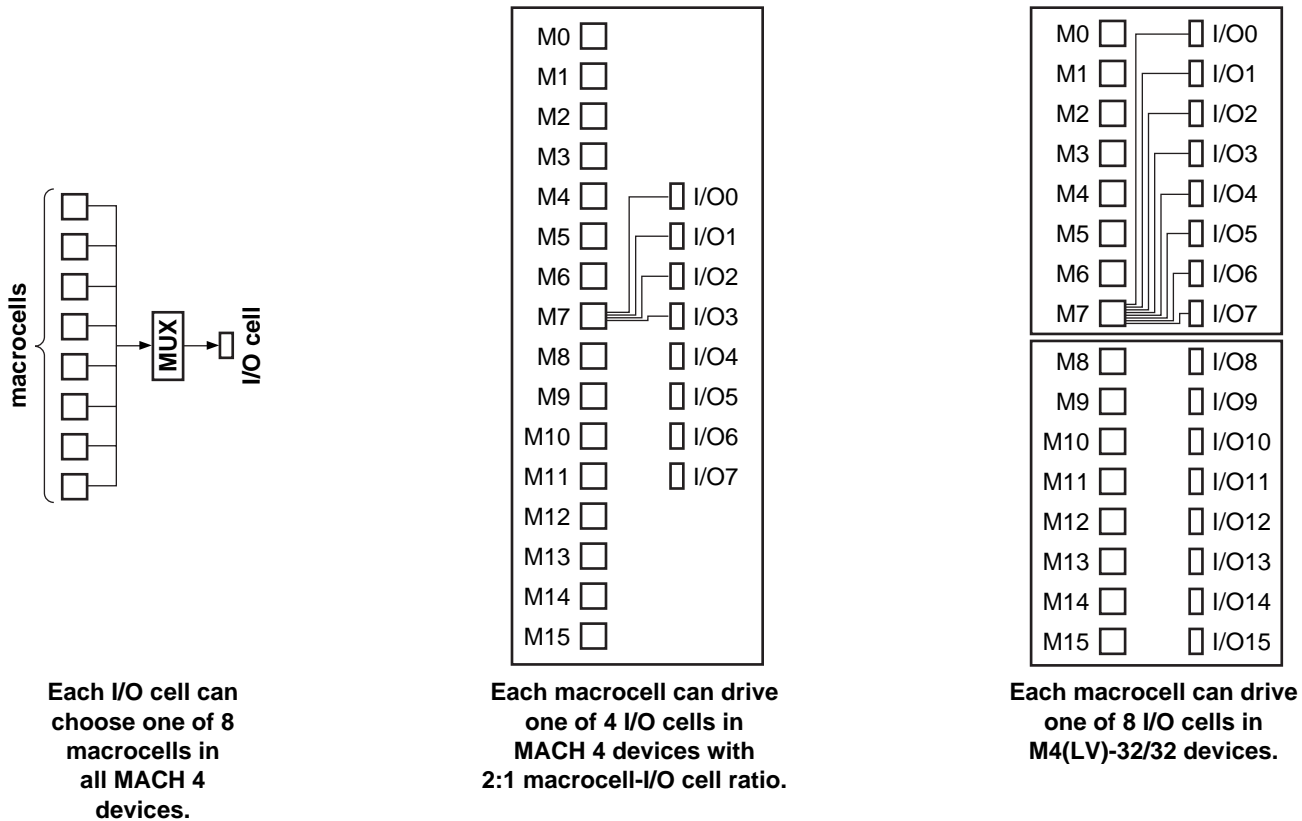 macrocells
MUX
I/O cell
Each I/O cell can
choose one of 8
macrocells in
all MACH 4
devices.
M0
M1
M2
M3
M4
I/O0
M5
I/O1
M6
I/O2
M7
I/O3
M8
I/O4
M9
I/O5
M10
I/O6
M11
I/O7
M12
M13
M14
M15
Each macrocell can drive
one of 4 I/O cells in
MACH 4 devices with
2:1 macrocell-I/O cell ratio.
M0
I/O0
M1
I/O1
M2
I/O2
M3
I/O3
M4
I/O4
M5
I/O5
M6
I/O6
M7
I/O7
M8
I/O8
M9
I/O9
M10
I/O10
M11
I/O11
M12
I/O12
M13
I/O13
M14
I/O14
M15
I/O15
Each macrocell can drive
one of 8 I/O cells in
M4(LV)-32/32 devices.